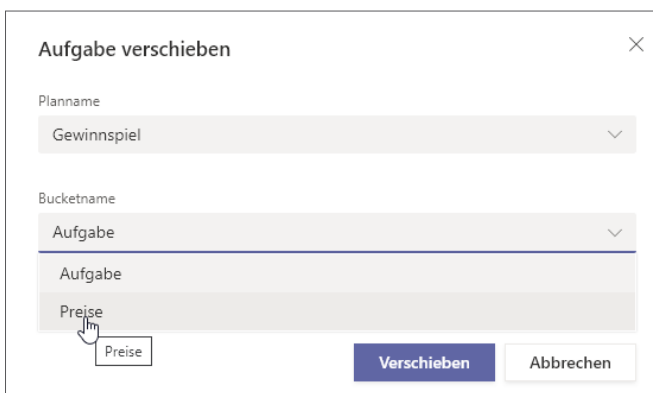 Aufgabe verschieben
Planname
Gewinnspiel
Bucketname
Aufgabe
Aufgabe
Preise
Preise
Verschieben Abbrechen